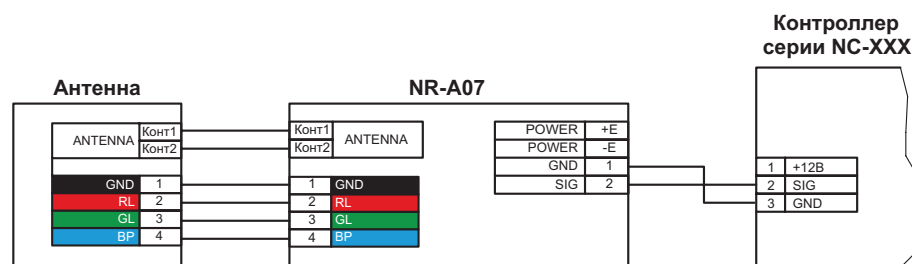 Контроллер
серии NC-XXX
Антенна
NR-A07
ANTENNA Конт1
Конт2
Конт1 ANTENNA
Конт2
POWER +E
POWER -E
GND 1
SIG 2
1 +12В
2 SIG
3 GND
GND 1
RL 2
GL 3
BP 4
1 GND
2 RL
3 GL
4 BP